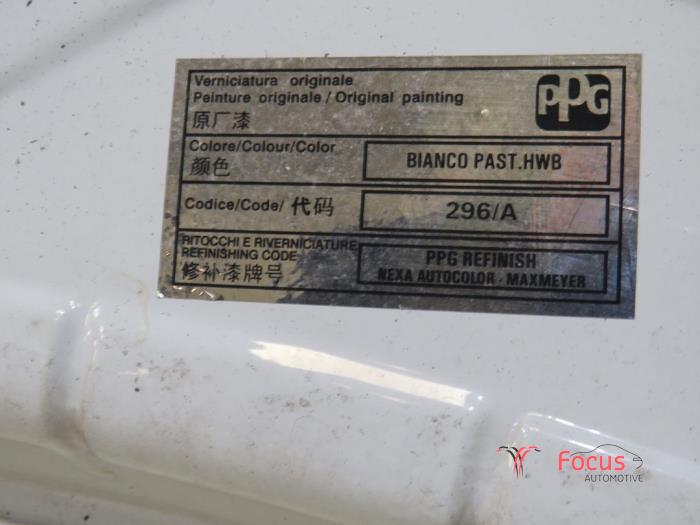 Verniciatura originale
Peinture originale / Original painting
原厂漆
PPG
Colore/Colour/Color
颜色
BIANCO PAST.HWB
Codice/Code/ 代码
296/A
RITOCCHI E RIVERNICIATURE
REFINISHING CODE
修补漆牌号
PPG REFINISH
NEXA AUTOCOLOR - MAXMEYER
Focus
AUTOMOTIVE